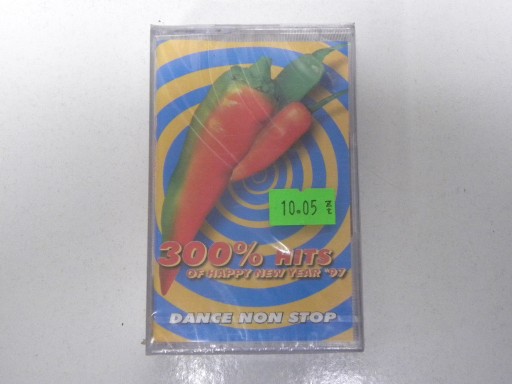 10.05 zł
300% HITS
OF HAPPY NEW YEAR '97
DANCE NON STOP